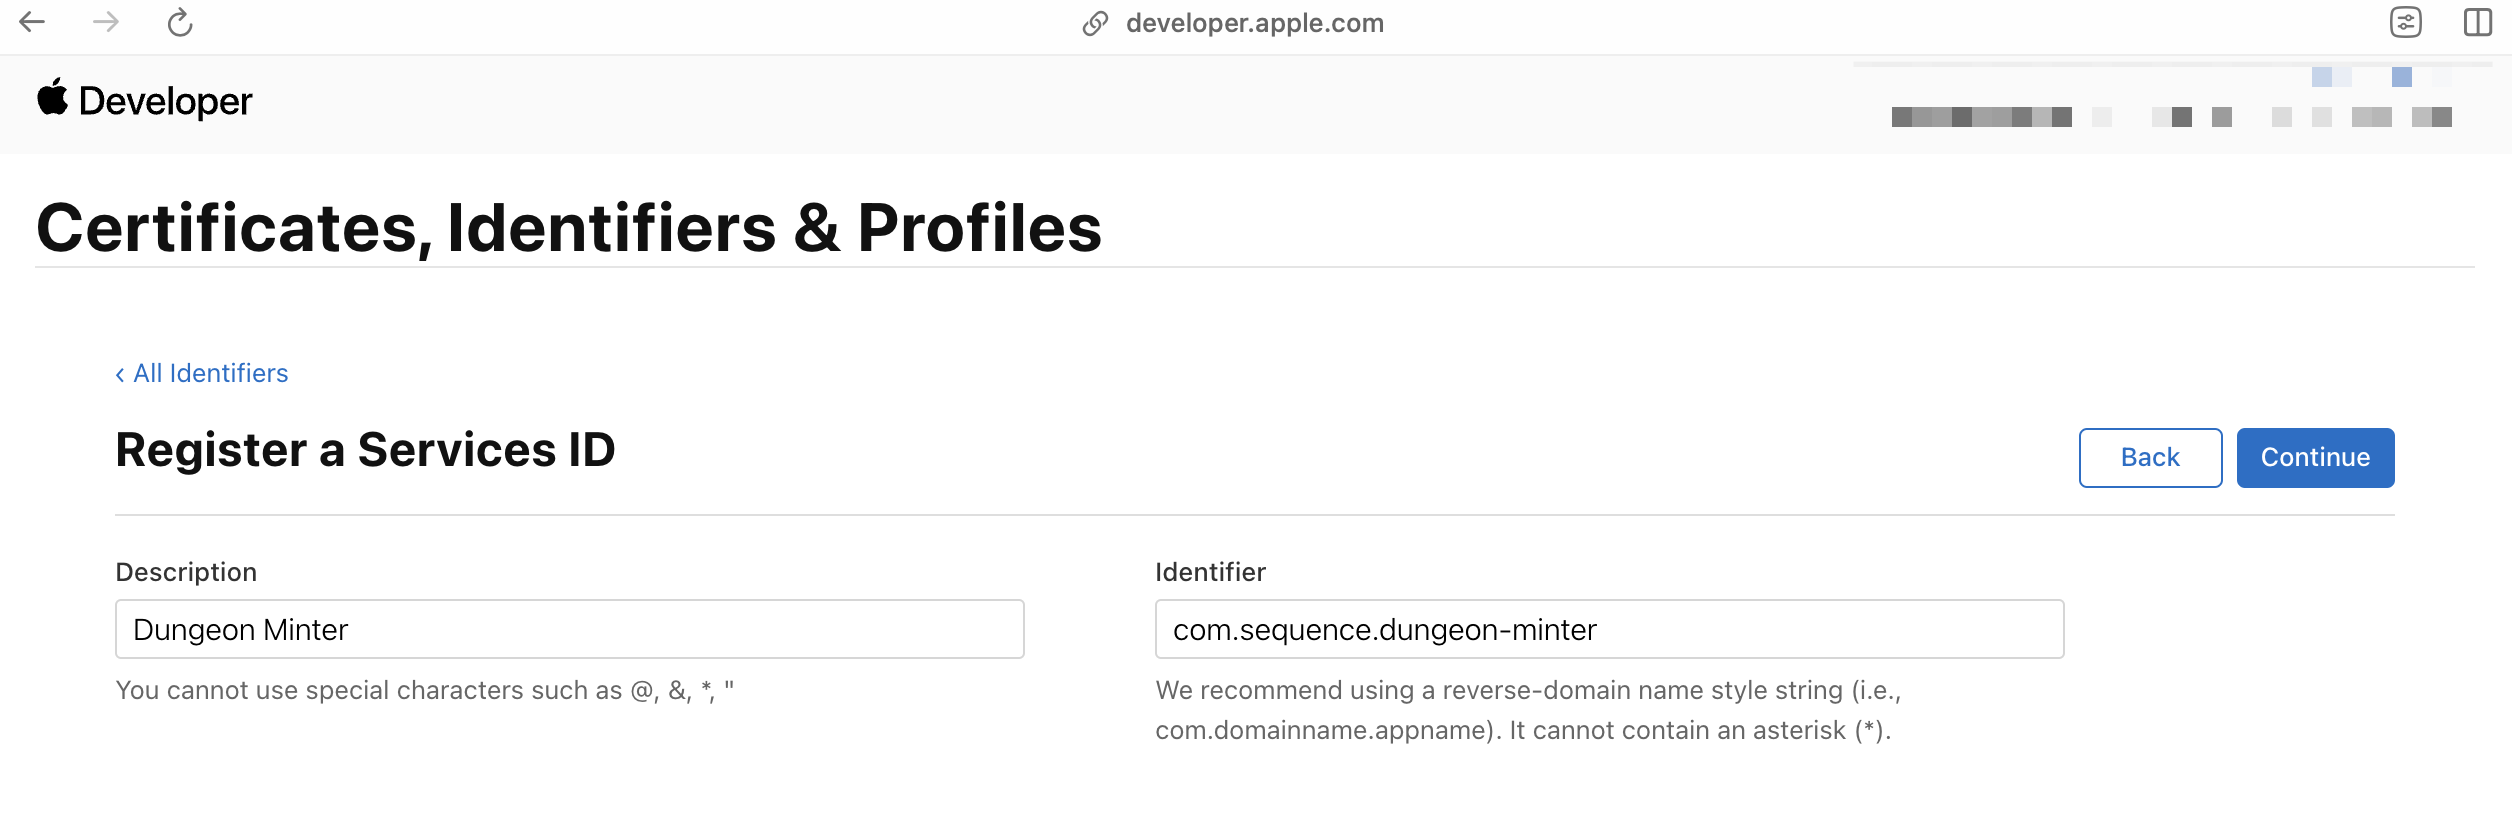 developer.apple.com
Developer
Certificates, Identifiers & Profiles
‹ All Identifiers
Register a Services ID
Back
Continue
Description
Identifier
Dungeon Minter
com.sequence.dungeon-minter
You cannot use special characters such as @, &, *, "
We recommend using a reverse-domain name style string (i.e.,
com.domainname.appname). It cannot contain an asterisk (*).